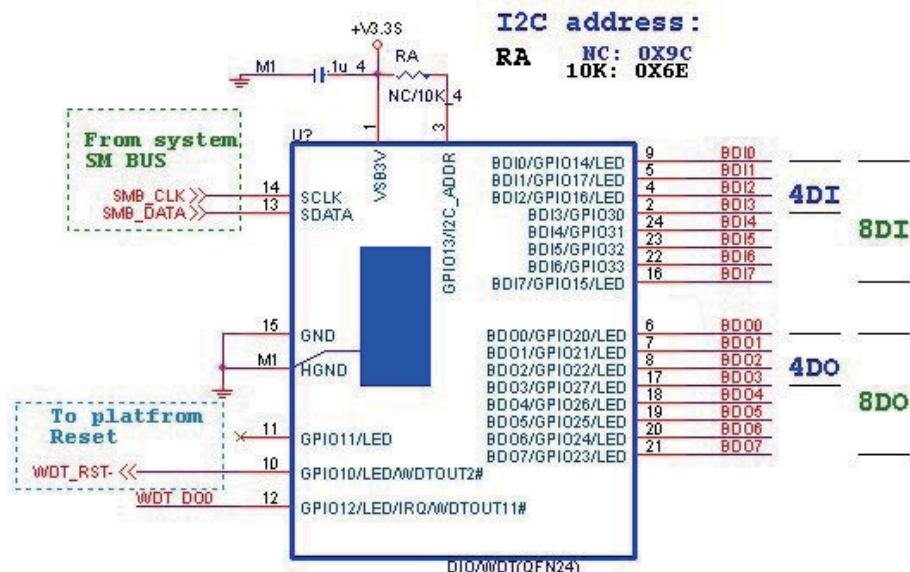 I2C address:
RA NC: 0X9C
10K: 0X6E
+V3.3S
RA
M1 .1u_4
NC/10K_4
From system
SM BUS
U?
1
3
VSB3V
GPIO13/I2C_ADDR
SMB_CLK 14 SCLK
SMB_DATA 13 SDATA
15 GND
M1 HGND
To platfrom
Reset
11 GPIO11/LED
WDT_RST- 10 GPIO10/LED/WDTOUT2#
WDT_DO0 12 GPIO12/LED/IRQ/WDTOUT11#
BDI0/GPIO14/LED 9 BDI0
BDI1/GPIO17/LED 5 BDI1
BDI2/GPIO16/LED 4 BDI2
BDI3/GPIO30 2 BDI3
BDI4/GPIO31 24 BDI4
BDI5/GPIO32 23 BDI5
BDI6/GPIO33 22 BDI6
BDI7/GPIO15/LED 16 BDI7
4DI
8DI
BDO0/GPIO20/LED 6 BDO0
BDO1/GPIO21/LED 7 BDO1
BDO2/GPIO22/LED 8 BDO2
BDO3/GPIO27/LED 17 BDO3
BDO4/GPIO26/LED 18 BDO4
BDO5/GPIO25/LED 19 BDO5
BDO6/GPIO24/LED 20 BDO6
BDO7/GPIO23/LED 21 BDO7
4DO
8DO
DIO/WDT(QFN24)